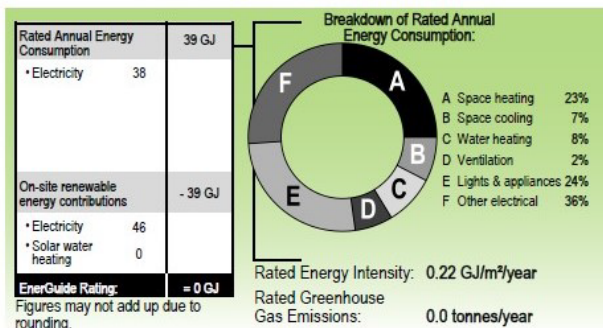 Rated Annual Energy Consumption 39 GJ
• Electricity 38
On-site renewable energy contributions - 39 GJ
• Electricity 46
• Solar water heating 0
EnerGuide Rating: = 0 GJ
Figures may not add up due to
rounding.
Breakdown of Rated Annual
Energy Consumption:
A
B
C
D
E
F
A Space heating 23%
B Space cooling 7%
C Water heating 8%
D Ventilation 2%
E Lights & appliances 24%
F Other electrical 36%
Rated Energy Intensity: 0.22 GJ/m²/year
Rated Greenhouse
Gas Emissions: 0.0 tonnes/year